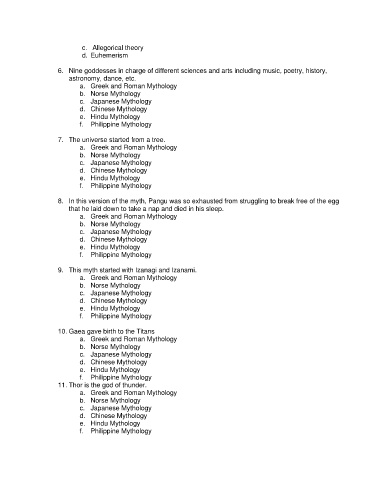 c. Allegorical theory
d. Euhemerism
6. Nine goddesses in charge of different sciences and arts including music, poetry, history,
astronomy, dance, etc.
a. Greek and Roman Mythology
b. Norse Mythology
c. Japanese Mythology
d. Chinese Mythology
e. Hindu Mythology
f. Philippine Mythology
7. The universe started from a tree.
a. Greek and Roman Mythology
b. Norse Mythology
c. Japanese Mythology
d. Chinese Mythology
e. Hindu Mythology
f. Philippine Mythology
8. In this version of the myth, Pangu was so exhausted from struggling to break free of the egg
that he laid down to take a nap and died in his sleep.
a. Greek and Roman Mythology
b. Norse Mythology
c. Japanese Mythology
d. Chinese Mythology
e. Hindu Mythology
f. Philippine Mythology
9. This myth started with Izanagi and Izanami.
a. Greek and Roman Mythology
b. Norse Mythology
c. Japanese Mythology
d. Chinese Mythology
e. Hindu Mythology
f. Philippine Mythology
10. Gaea gave birth to the Titans
a. Greek and Roman Mythology
b. Norse Mythology
c. Japanese Mythology
d. Chinese Mythology
e. Hindu Mythology
f. Philippine Mythology
11. Thor is the god of thunder.
a. Greek and Roman Mythology
b. Norse Mythology
c. Japanese Mythology
d. Chinese Mythology
e. Hindu Mythology
f. Philippine Mythology